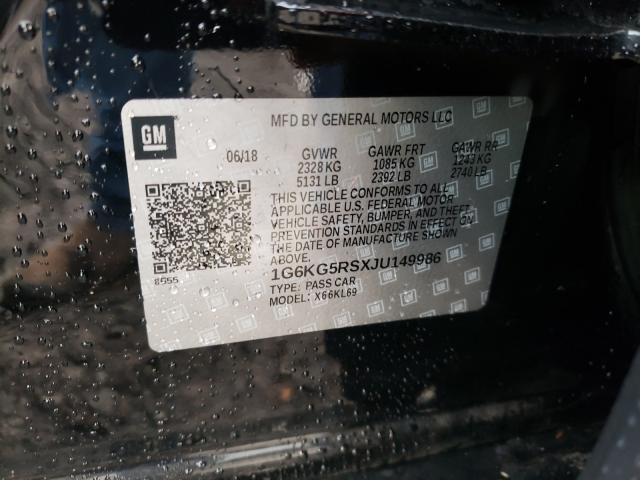 MFD BY GENERAL MOTORS LLC
GM
06/18 GVWR GAWR FRT GAWR RR
2328 KG 1085 KG 1243 KG
5131 LB 2392 LB 2740 LB
THIS VEHICLE CONFORMS TO ALL
APPLICABLE U.S. FEDERAL MOTOR
VEHICLE SAFETY, BUMPER, AND THEFT
PREVENTION STANDARDS IN EFFECT
ON THE DATE OF MANUFACTURE SHOWN
ABOVE.
8555
1G6KG5RSXJU149986
TYPE: PASS CAR
MODEL: X66KL69